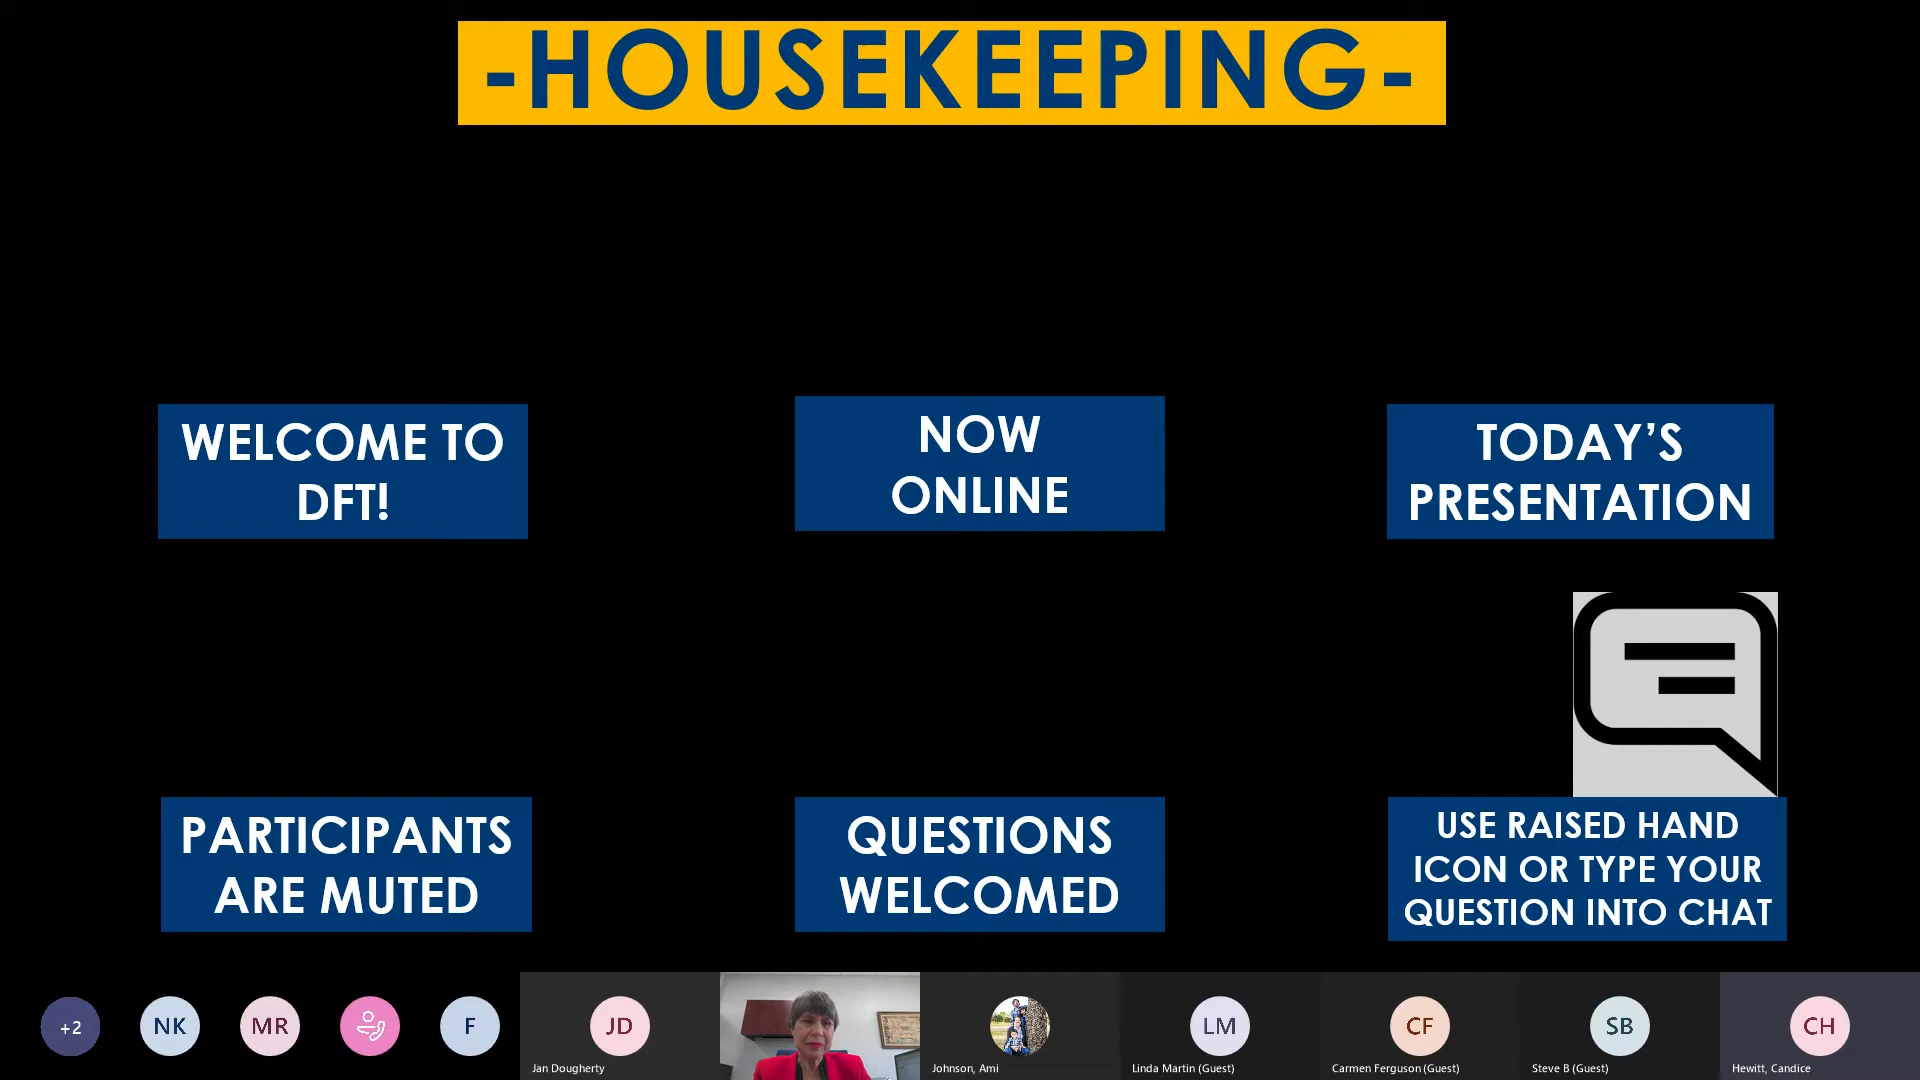 -HOUSEKEEPING-
WELCOME TO
DFT!
NOW
ONLINE
TODAY’S
PRESENTATION
PARTICIPANTS
ARE MUTED
QUESTIONS
WELCOMED
USE RAISED HAND
ICON OR TYPE YOUR
QUESTION INTO CHAT
+2
NK
MR
F
JD
Jan Dougherty
Johnson, Ami
LM
Linda Martin (Guest)
CF
Carmen Ferguson (Guest)
SB
Steve B (Guest)
CH
Hewitt, Candice